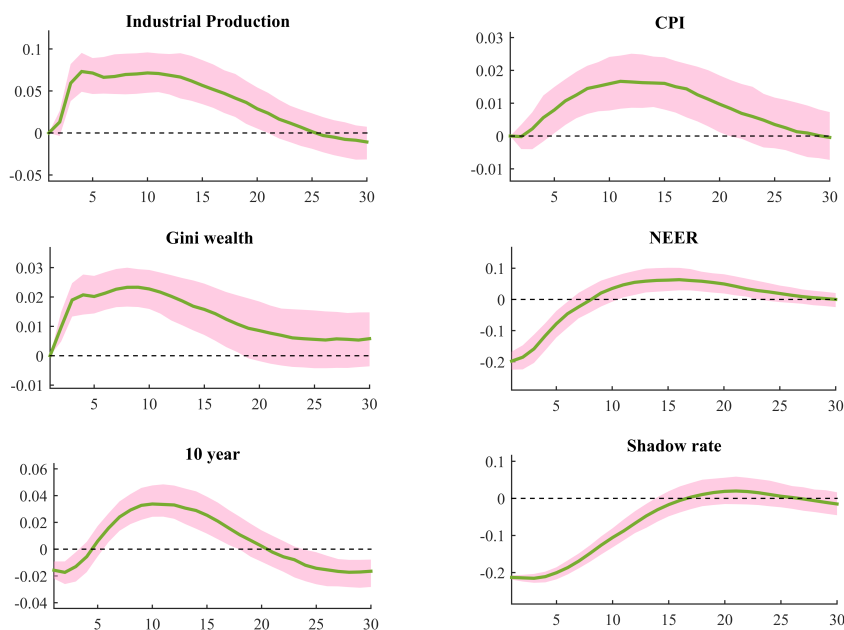 Industrial Production
0.1
0.05
0
-0.05
5 10 15 20 25 30
CPI
0.03
0.02
0.01
0
-0.01
5 10 15 20 25 30
Gini wealth
0.03
0.02
0.01
0
-0.01
5 10 15 20 25 30
NEER
0.1
0
-0.1
-0.2
5 10 15 20 25 30
10 year
0.06
0.04
0.02
0
-0.02
-0.04
5 10 15 20 25 30
Shadow rate
0.1
0
-0.1
-0.2
5 10 15 20 25 30